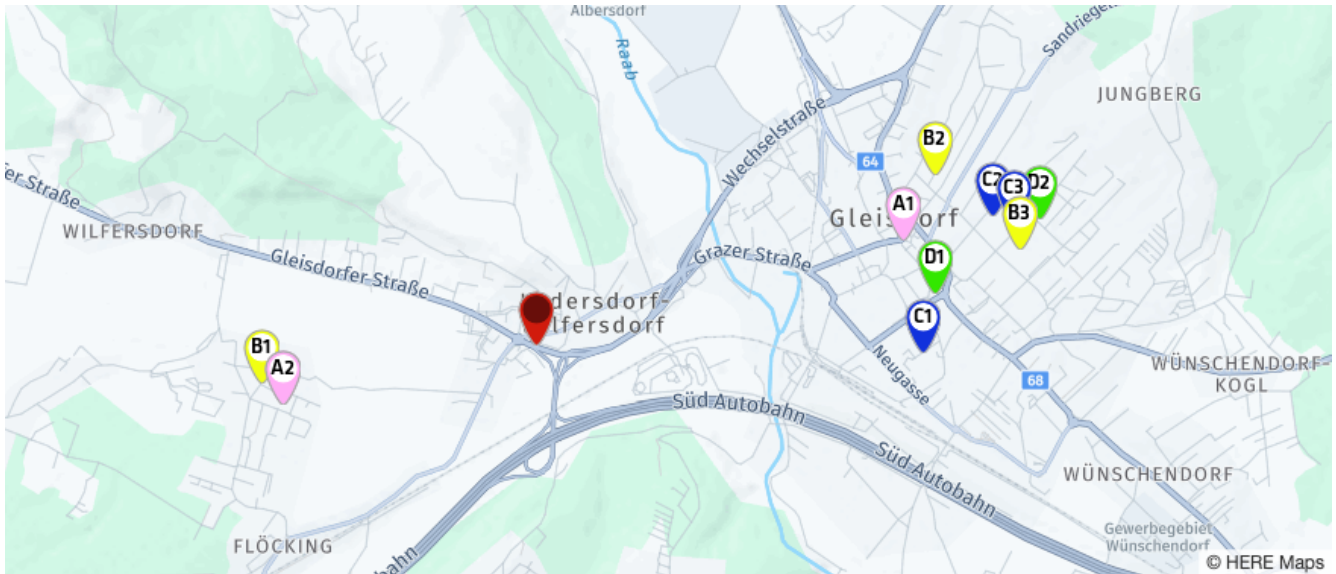 Albersdorf
Raab
Sandriegel
JUNGBERG
Wechselstraße
B2
64
C2
C3
D2
A1
B3
Gleisdorf
fer Straße
WILFERSDORF
Gleisdorfer Straße
Grazer Straße
D1
C1
B1
A2
Neugasse
WÜNSCHENDORF-
KOGL
68
Süd Autobahn
Süd Autobahn
WÜNSCHENDORF
FLÖCKING
Gewerbegebiet
Wünschendorf
bahn
© HERE Maps